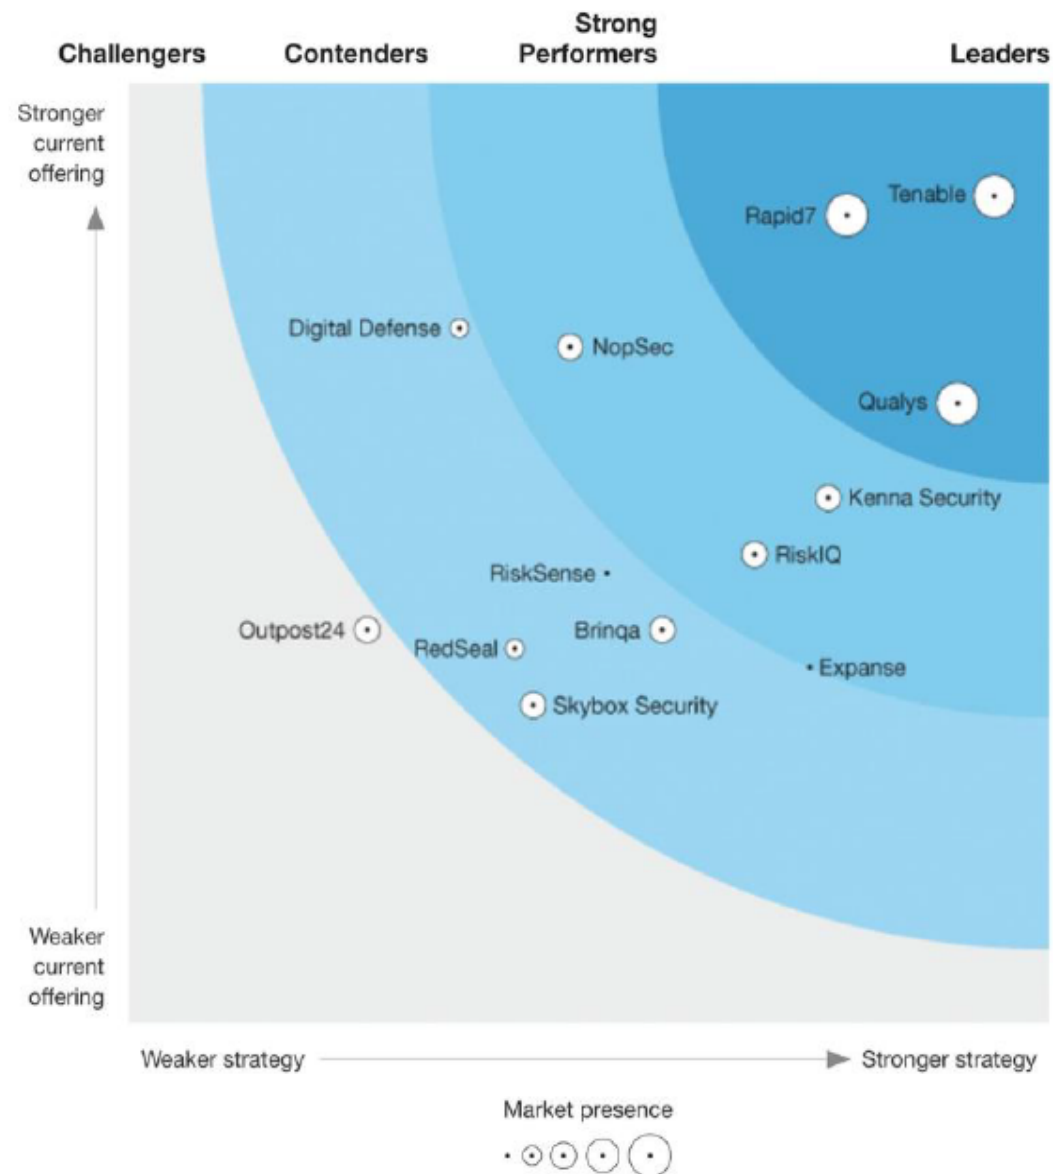 Challengers
Contenders
Strong
Performers
Leaders
Stronger
current
offering
Tenable
Rapid7
Digital Defense
NopSec
Qualys
Kenna Security
RiskIQ
RiskSense
Outpost24
Brinqa
RedSeal
Expanse
Skybox Security
Weaker
current
offering
Weaker strategy
Stronger strategy
Market presence